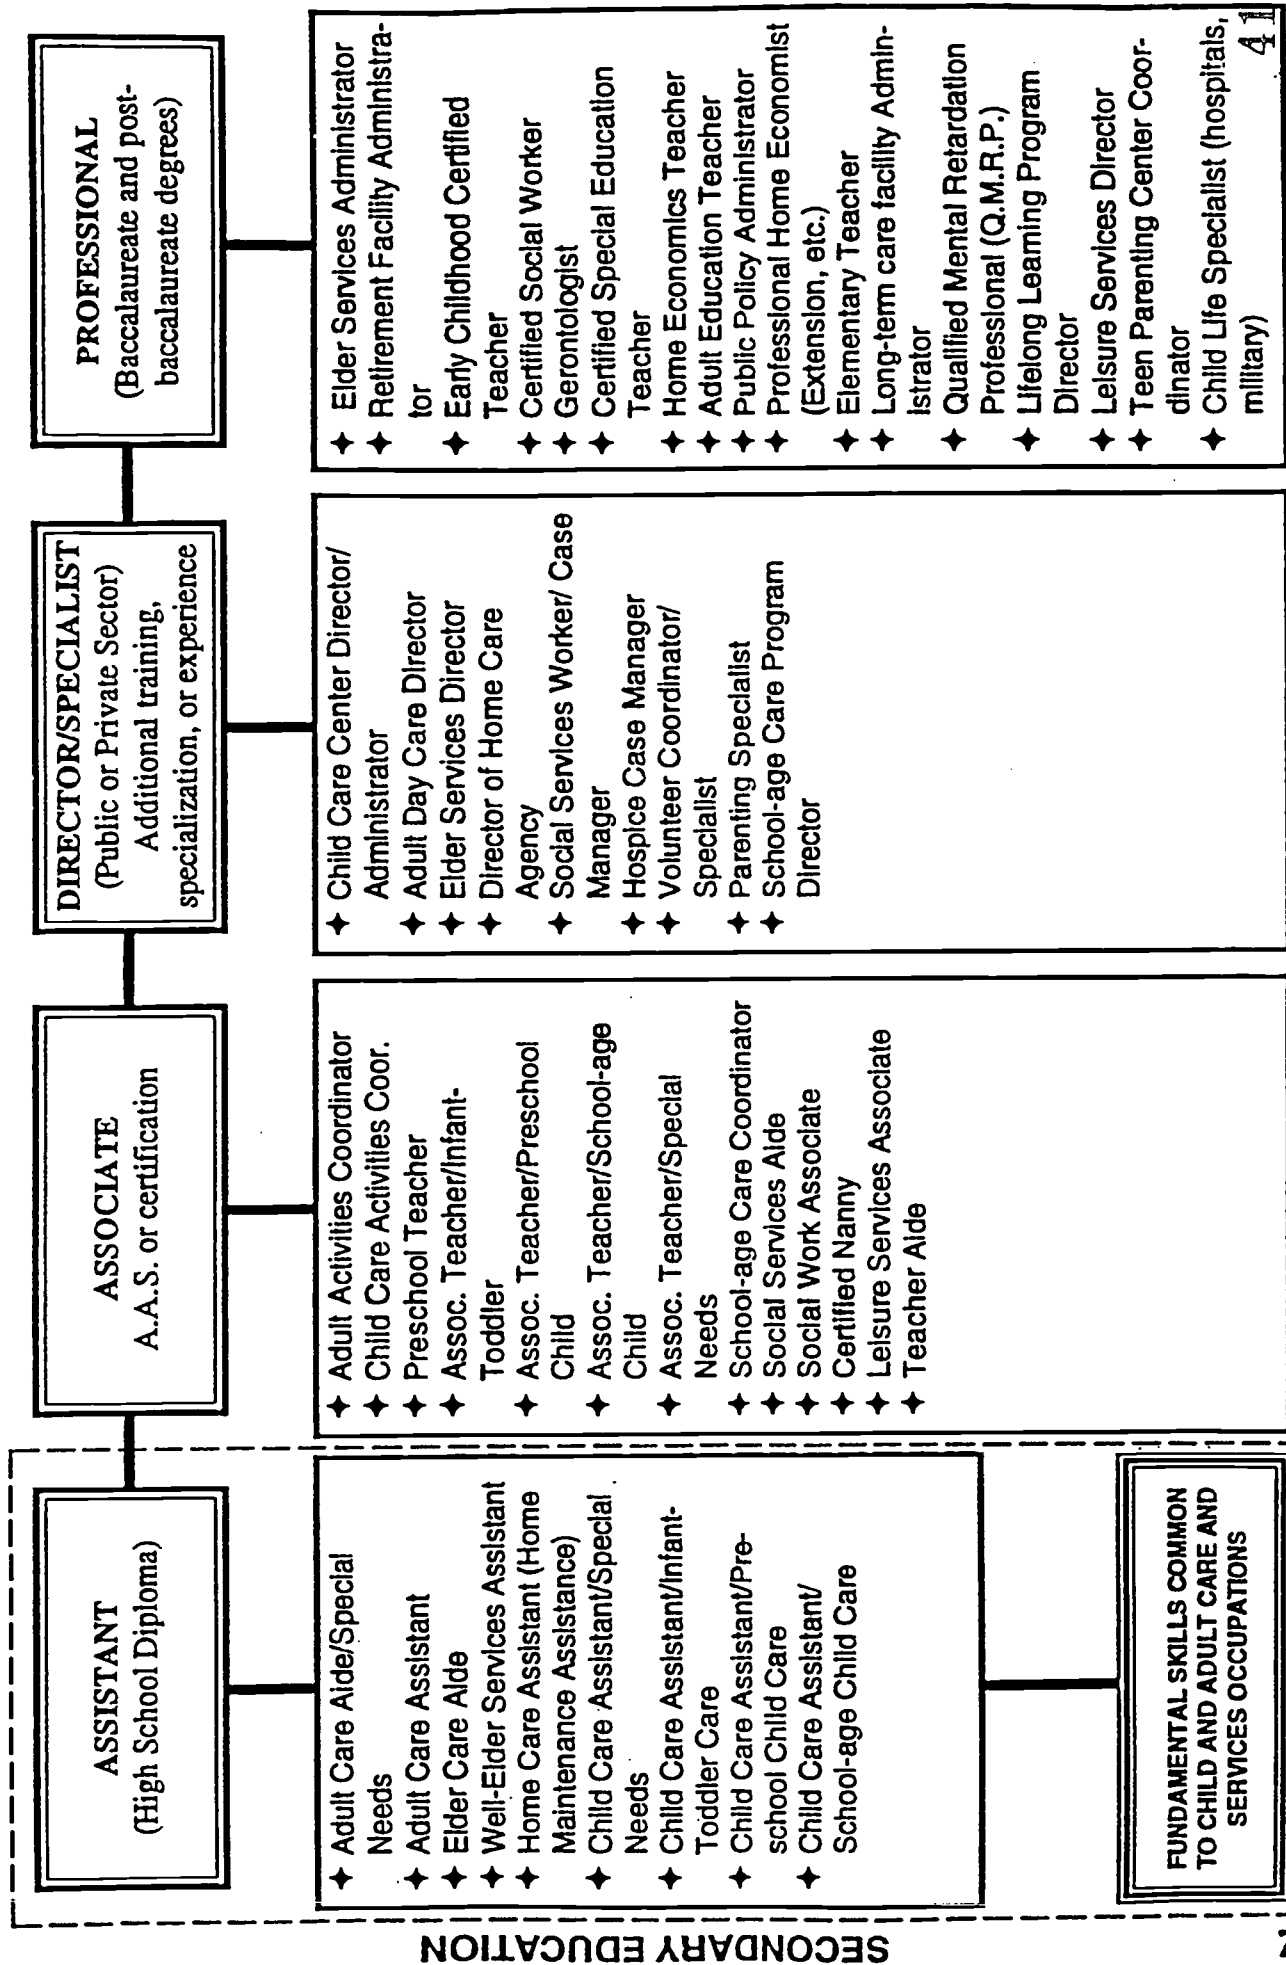 SECONDARY EDUCATION
ASSISTANT
(High School Diploma)
✦ Adult Care Aide/Special
Needs
✦ Adult Care Assistant
✦ Elder Care Aide
✦ Well-Elder Services Assistant
✦ Home Care Assistant (Home
Maintenance Assistance)
✦ Child Care Assistant/Special
Needs
✦ Child Care Assistant/Infant-
Toddler Care
✦ Child Care Assistant/Pre-
school Child Care
✦ Child Care Assistant/
School-age Child Care
FUNDAMENTAL SKILLS COMMON
TO CHILD AND ADULT CARE AND
SERVICES OCCUPATIONS
ASSOCIATE
A.A.S. or certification
✦ Adult Activities Coordinator
✦ Child Care Activities Coor.
✦ Preschool Teacher
✦ Assoc. Teacher/Infant-
Toddler
✦ Assoc. Teacher/Preschool
Child
✦ Assoc. Teacher/School-age
Child
✦ Assoc. Teacher/Special
Needs
✦ School-age Care Coordinator
✦ Social Services Aide
✦ Social Work Associate
✦ Certified Nanny
✦ Leisure Services Associate
✦ Teacher Aide
DIRECTOR/SPECIALIST
(Public or Private Sector)
Additional training,
specialization, or experience
✦ Child Care Center Director/
Administrator
✦ Adult Day Care Director
✦ Elder Services Director
✦ Director of Home Care
Agency
✦ Social Services Worker/ Case
Manager
✦ Hospice Case Manager
✦ Volunteer Coordinator/
Specialist
✦ Parenting Specialist
✦ School-age Care Program
Director
PROFESSIONAL
(Baccalaureate and post-
baccalaureate degrees)
✦ Elder Services Administrator
✦ Retirement Facility Administra-
tor
✦ Early Childhood Certified
Teacher
✦ Certified Social Worker
✦ Gerontologist
✦ Certified Special Education
Teacher
✦ Home Economics Teacher
✦ Adult Education Teacher
✦ Public Policy Administrator
✦ Professional Home Economist
(Extension, etc.)
✦ Elementary Teacher
✦ Long-term care facility Admin-
istrator
✦ Qualified Mental Retardation
Professional (Q.M.R.P.)
✦ Lifelong Learning Program
Director
✦ Leisure Services Director
✦ Teen Parenting Center Coor-
dinator
✦ Child Life Specialist (hospitals,
military)
41